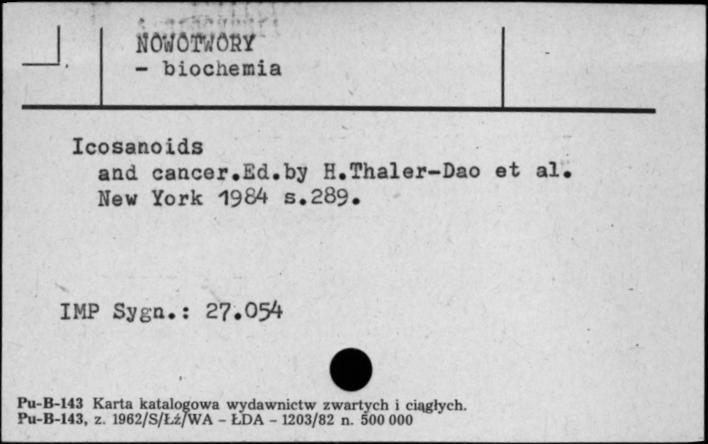 NOWOTWORY
- biochemia
Icosanoids
and cancer.Ed.by H.Thaler-Dao et al.
New York 1984 s.289.
IMP Sygn.: 27.054
Pu-B-143 Karta katalogowa wydawnictw zwartych i ciągłych.
Pu-B-143, z. 1962/S/Łź/WA - ŁDA - 1203/82 n. 500 000